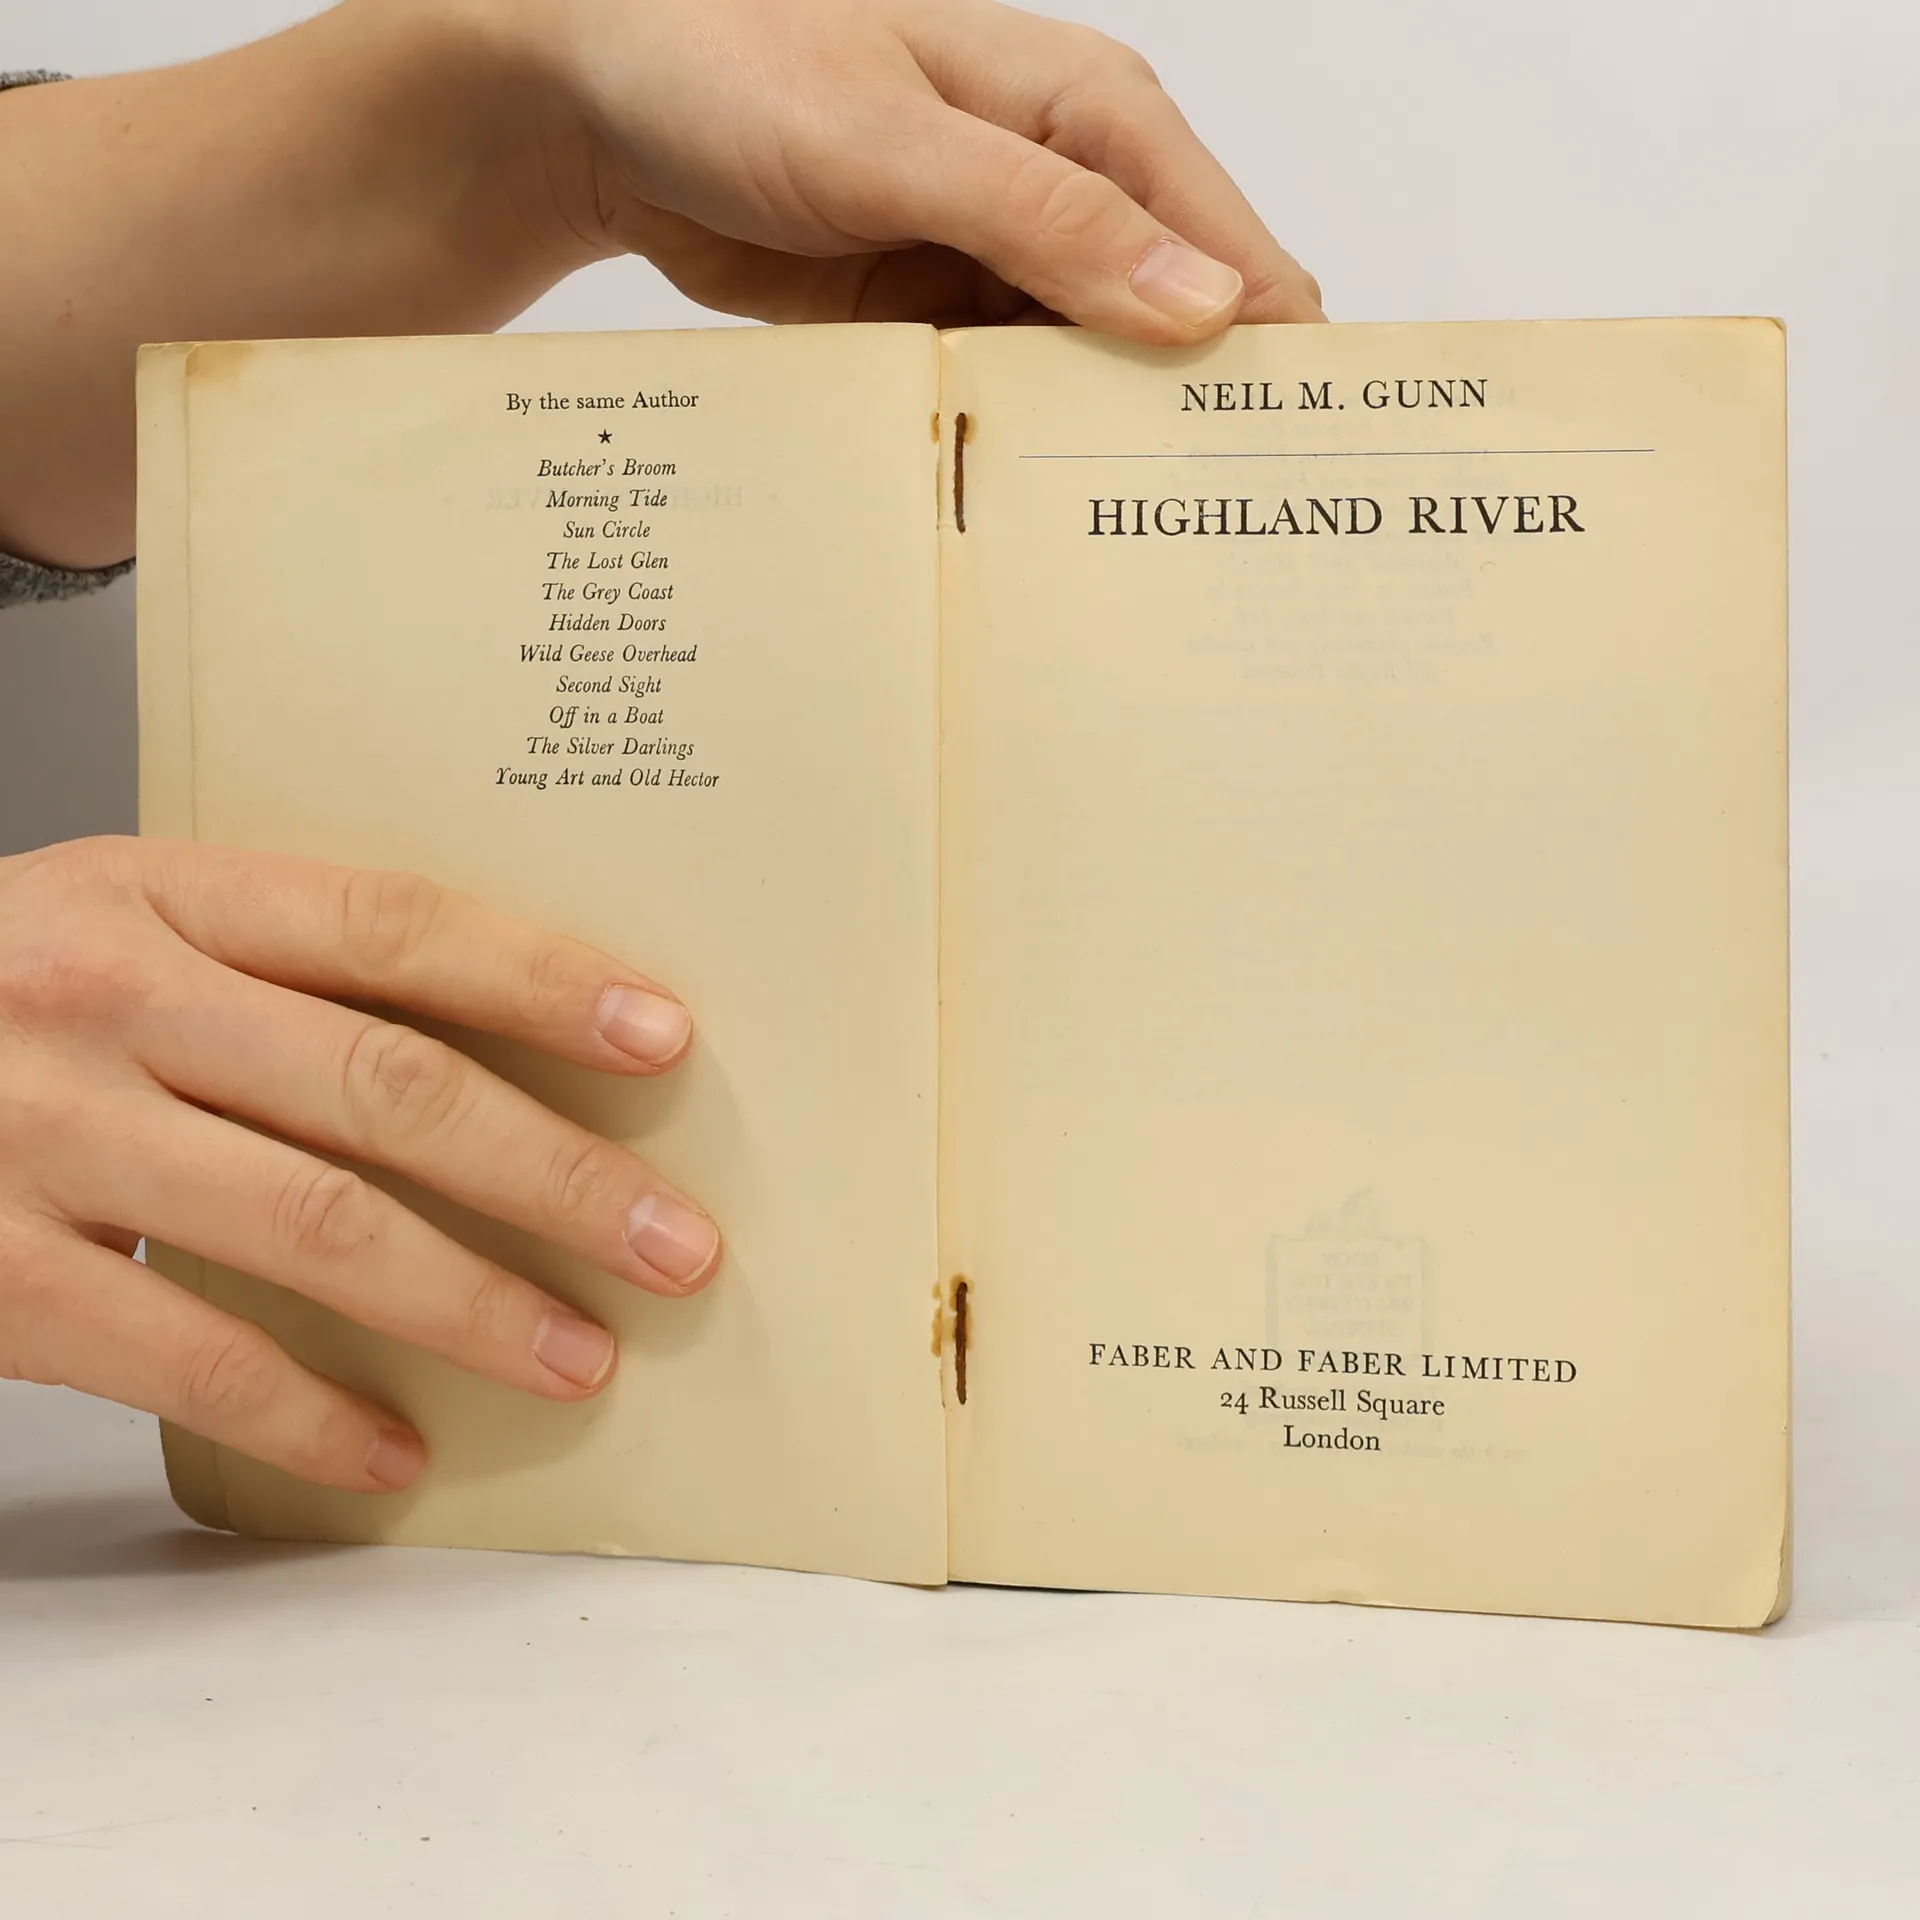 By the same Author
★
Butcher's Broom
Morning Tide
Sun Circle
The Lost Glen
The Grey Coast
Hidden Doors
Wild Geese Overhead
Second Sight
Off in a Boat
The Silver Darlings
Young Art and Old Hector
NEIL M. GUNN
HIGHLAND RIVER
FABER AND FABER LIMITED
24 Russell Square
London